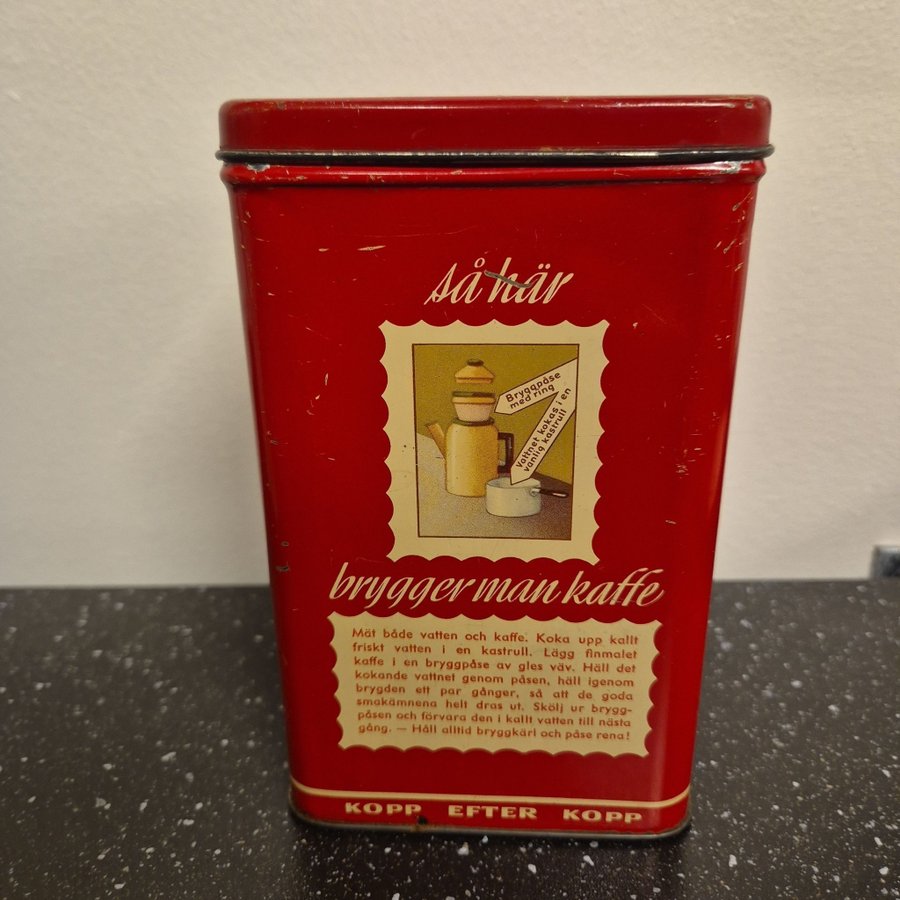 så här
Bryggpåse
med ring
Vattnet kokas i en
vanlig kastrull
brygger man kaffe
Mät både vatten och kaffe. Koka upp kallt
friskt vatten i en kastrull. Lägg finmalet
kaffe i en bryggpåse av gles väv. Häll det
kokande vattnet genom påsen, häll igenom
brygden ett par gånger, så att de goda
smakämnena helt dras ut. Skölj ur brygg-
påsen och förvara den i kallt vatten till nästa
gång. — Håll alltid bryggkärl och påse rena!
KOPP EFTER KOPP